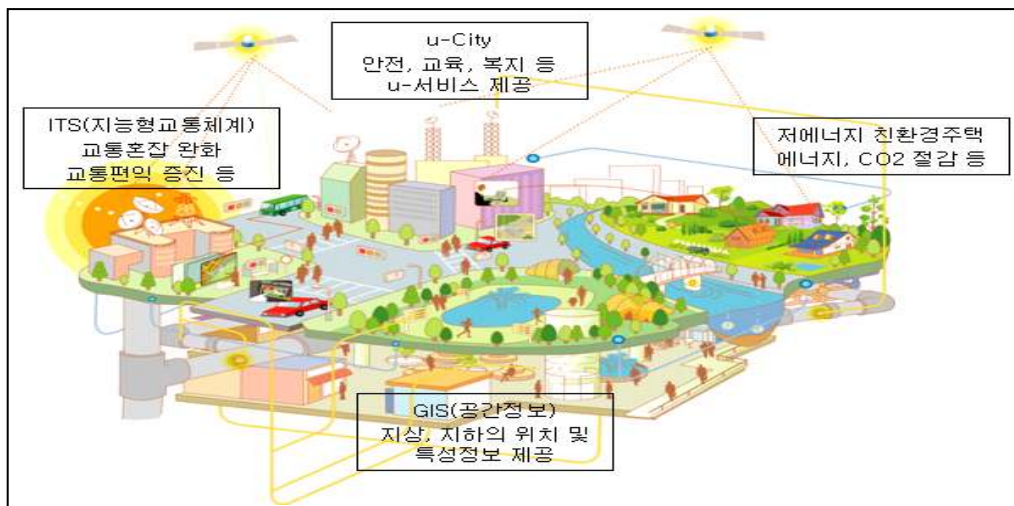 u-City
안전, 교육, 복지 등
u-서비스 제공
ITS(지능형교통체계)
교통혼잡 완화
교통편익 증진 등
저에너지 친환경주택
에너지, CO2 절감 등
GIS(공간정보)
지상, 지하의 위치 및
특성정보 제공